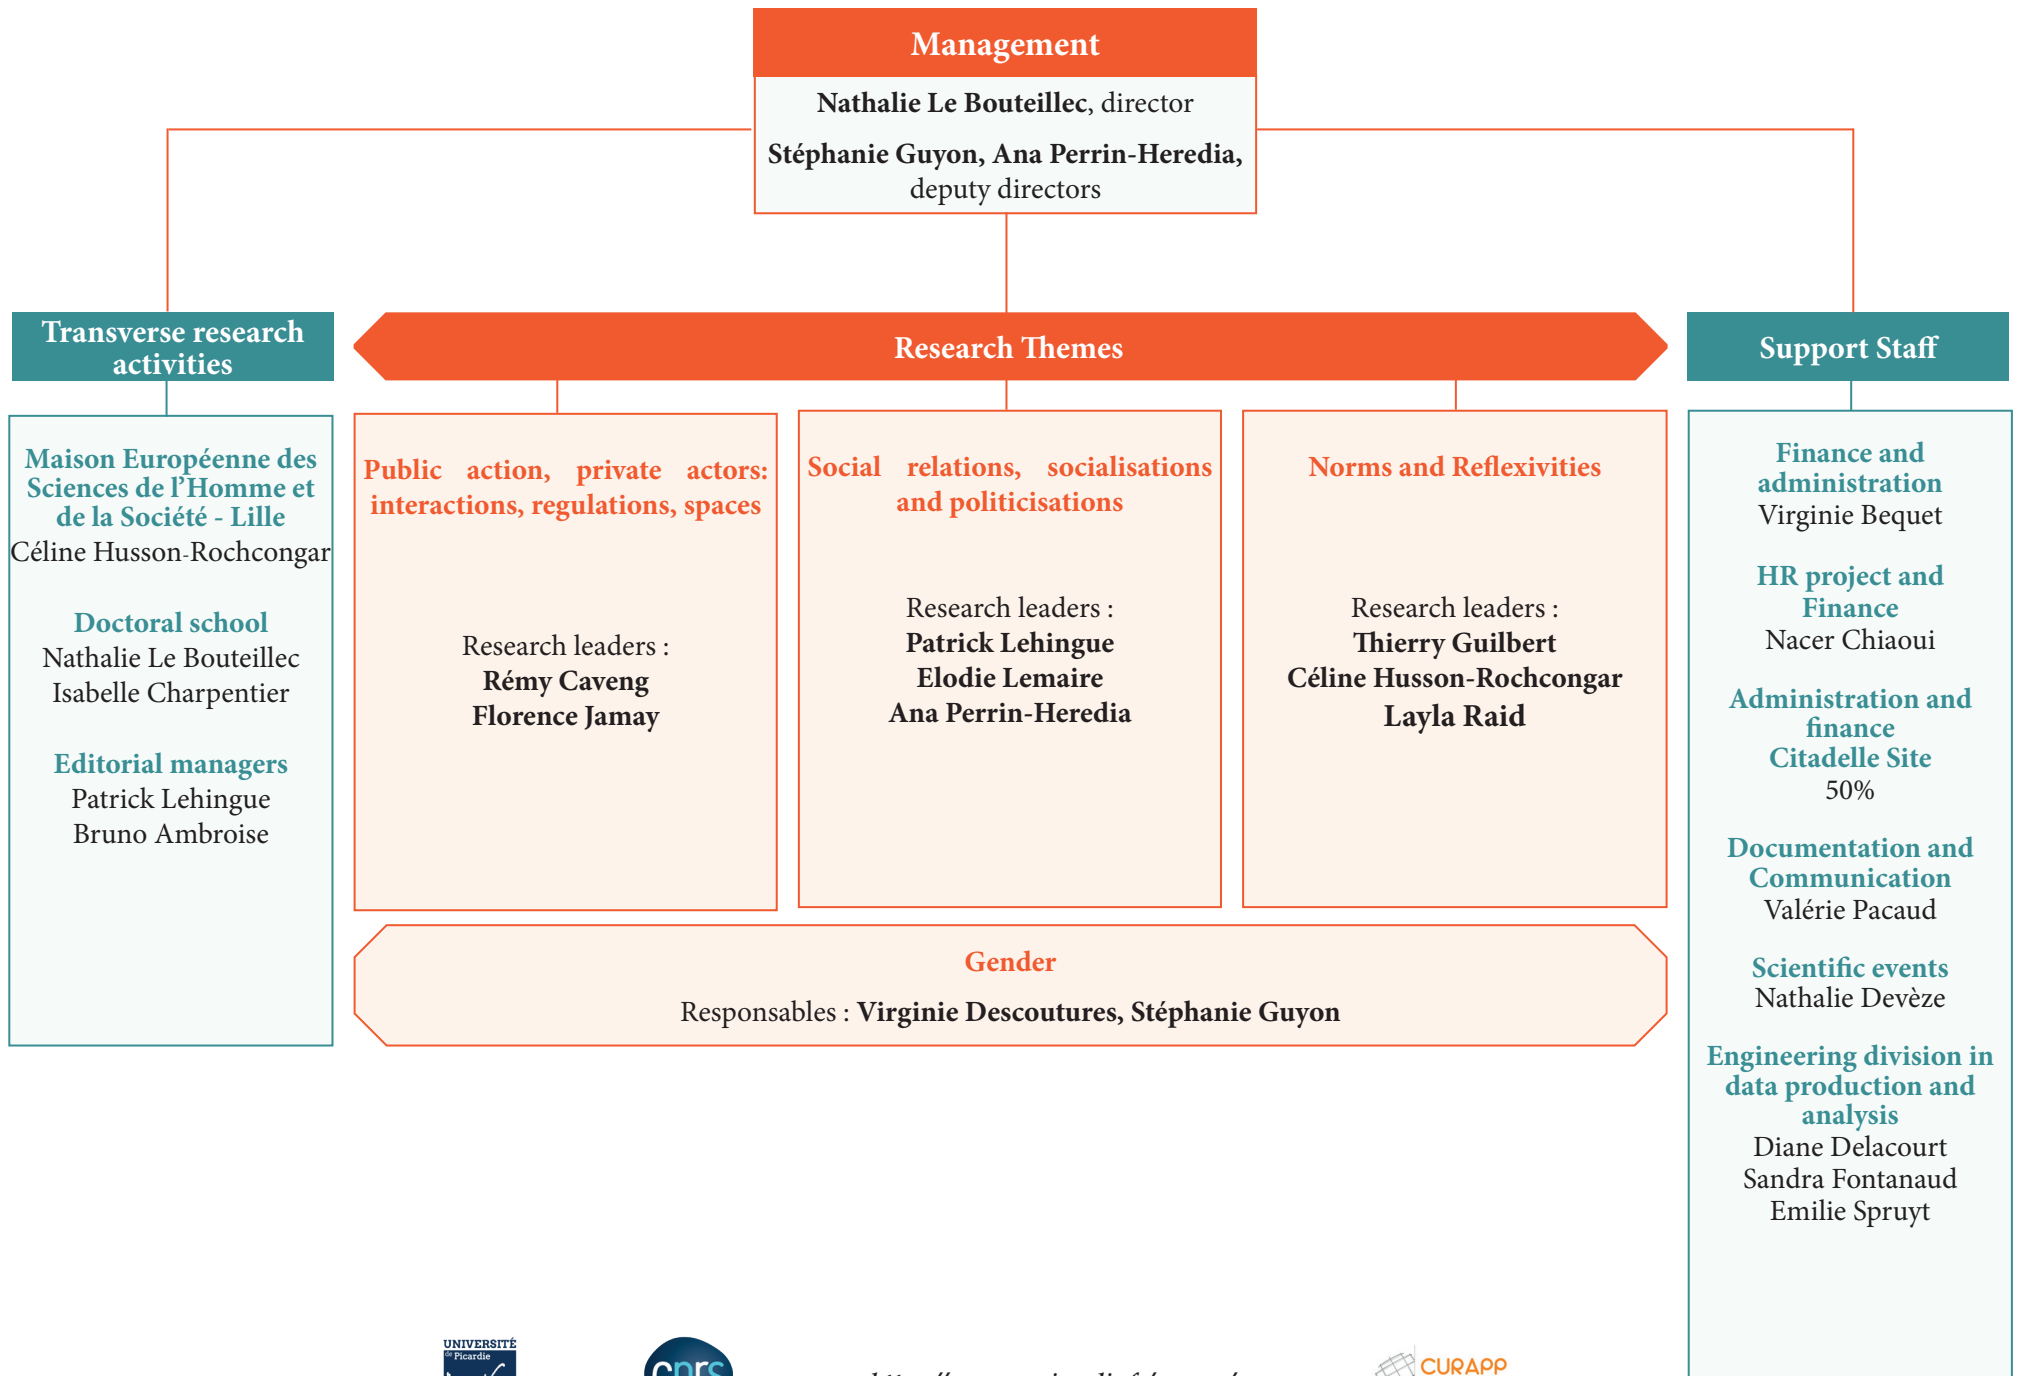 Management
Nathalie Le Bouteillec, director
Stéphanie Guyon, Ana Perrin-Heredia,
deputy directors
Transverse research
activities
Research Themes
Support Staff
Maison Européenne des
Sciences de l'Homme et
de la Société - Lille
Céline Husson-Rochcongar
Doctoral school
Nathalie Le Bouteillec
Isabelle Charpentier
Editorial managers
Patrick Lehingue
Bruno Ambroise
Public action, private actors:
interactions, regulations, spaces
Research leaders :
Rémy Caveng
Florence Jamay
Social relations, socialisations
and politicisations
Research leaders :
Patrick Lehingue
Elodie Lemaire
Ana Perrin-Heredia
Norms and Reflexivities
Research leaders :
Thierry Guilbert
Céline Husson-Rochcongar
Layla Raid
Gender
Responsables : Virginie Descoutures, Stéphanie Guyon
Finance and
administration
Virginie Bequet
HR project and
Finance
Nacer Chiaoui
Administration and
finance
Citadelle Site
50%
Documentation and
Communication
Valérie Pacaud
Scientific events
Nathalie Devèze
Engineering division in
data production and
analysis
Diane Delacourt
Sandra Fontanaud
Emilie Spruyt
UNIVERSITÉ
de Picardie
cnrs
CURAPP